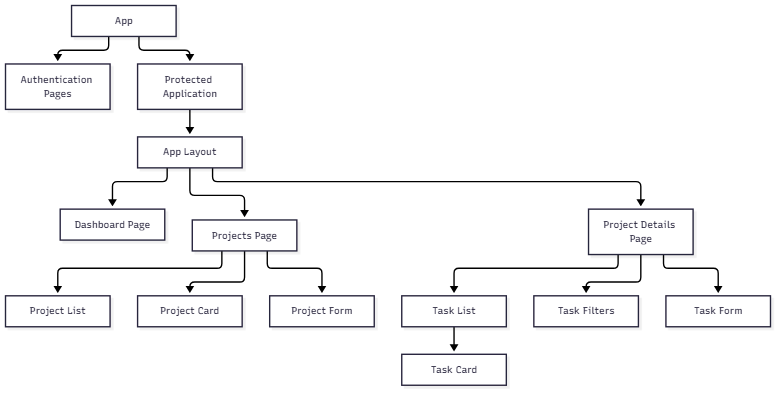 App
Authentication
Pages
Protected
Application
App Layout
Dashboard Page
Projects Page
Project Details
Page
Project List
Project Card
Project Form
Task List
Task Filters
Task Form
Task Card